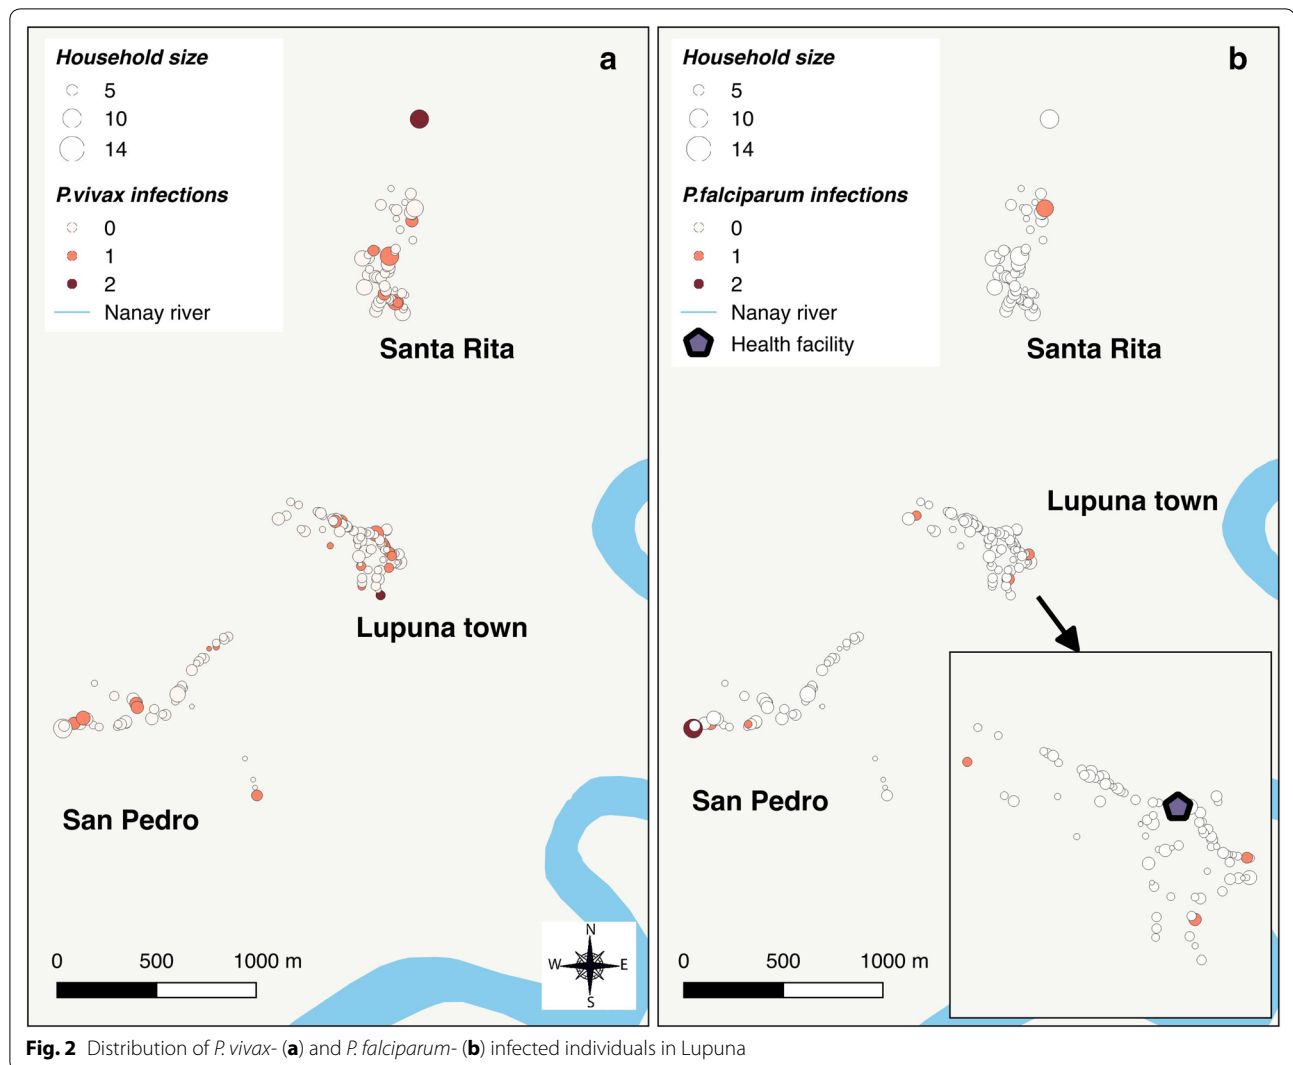 Household size
5
10
14
P.vivax infections
0
1
2
Nanay river
a
Santa Rita
Lupuna town
San Pedro
0 500 1000 m
N
W E
S
Household size
5
10
14
P.falciparum infections
0
1
2
Nanay river
Health facility
b
Santa Rita
Lupuna town
San Pedro
0 500 1000 m
Fig. 2 Distribution of P. vivax- (a) and P. falciparum- (b) infected individuals in Lupuna